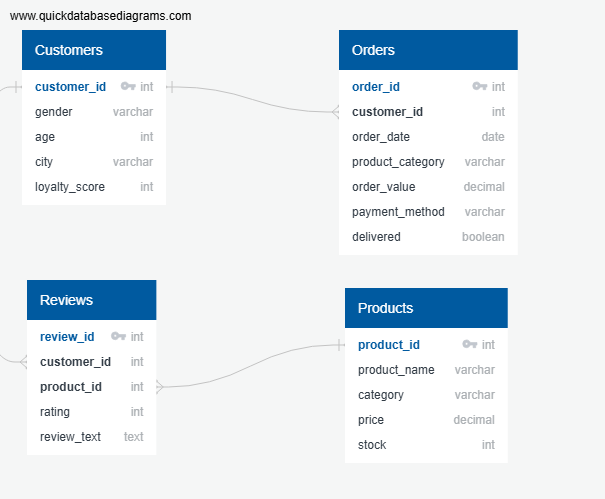 www.quickdatabasediagrams.com
Customers
customer_id int
gender varchar
age int
city varchar
loyalty_score int
Orders
order_id int
customer_id int
order_date date
product_category varchar
order_value decimal
payment_method varchar
delivered boolean
Reviews
review_id int
customer_id int
product_id int
rating int
review_text text
Products
product_id int
product_name varchar
category varchar
price decimal
stock int